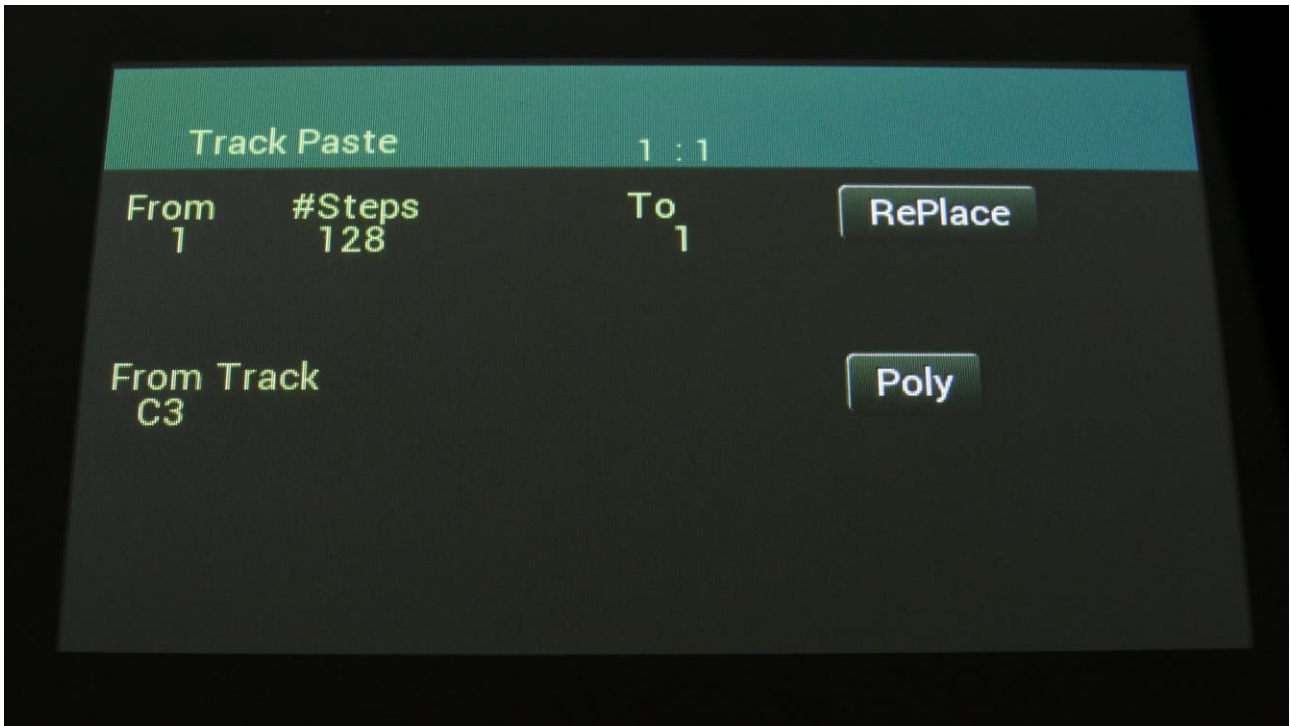 Track Paste 1 : 1
From #Steps To RePlace
1 128 1
From Track Poly
C3